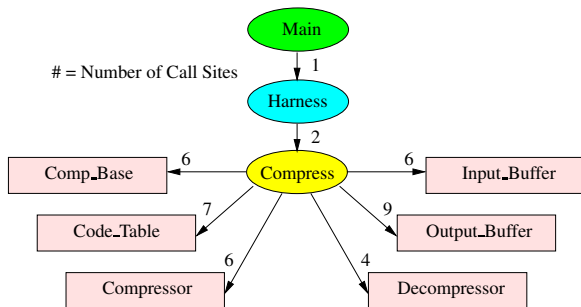 Main
1
# = Number of Call Sites
Harness
2
Comp_Base
6
Compress
6
Input_Buffer
Code_Table
7
9
Output_Buffer
Compressor
6
4
Decompressor